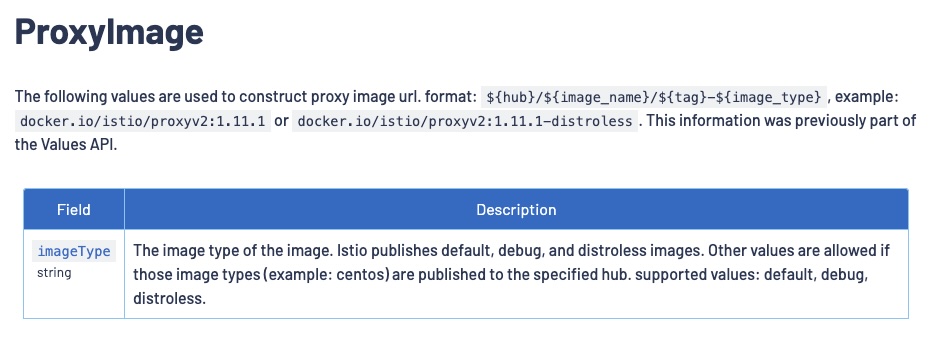 ProxyImage
The following values are used to construct proxy image url. format: ${hub}/${image_name}/${tag}-${image_type} , example:
docker.io/istio/proxyv2:1.11.1 or docker.io/istio/proxyv2:1.11.1-distroless . This information was previously part of
the Values API.
Field Description
imageType The image type of the image. Istio publishes default, debug, and distroless images. Other values are allowed if
string those image types (example: centos) are published to the specified hub. supported values: default, debug,
distroless.